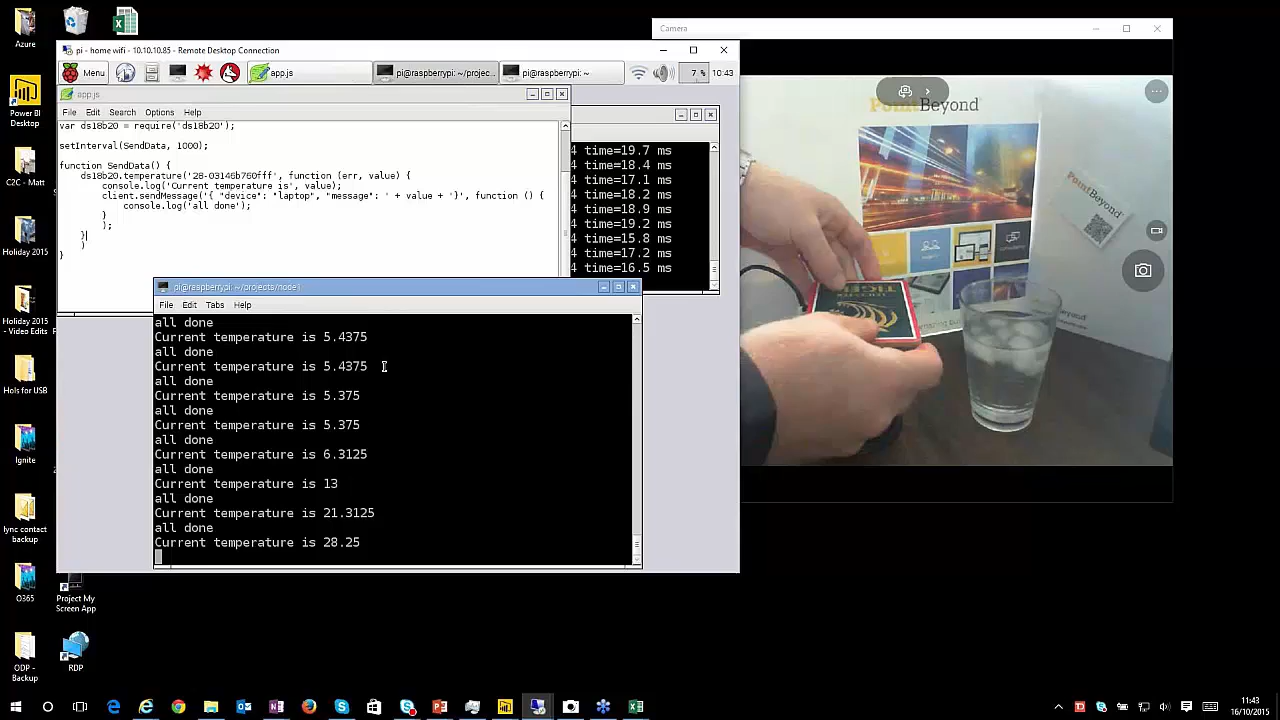 Azure
Power BI
Desktop
C2C - Matt
Holiday 2015
Holiday 2015
- Video Edits
Hols for USB
Ignite
lync contact
backup
O365
Project My
Screen App
ODP -
Backup
RDP
pi - home wifi - 10.10.10.85 - Remote Desktop Connection
Menu
app.js
pi@raspberrypi: ~/projec...
pi@raspberrypi: ~
7 %
10:43
app.js
File Edit Search Options Help
var ds18b20 = require('ds18b20');
setInterval(SendData, 1000);
function SendData() {
ds18b20.temperature('28-03146b760fff', function (err, value) {
console.log('Current temperature is', value);
client.sendMessage('{ "device": "laptop", "message": ' + value + '}', function () {
console.log('all done');
}
};
}
}
4 time=19.7 ms
4 time=18.4 ms
4 time=17.1 ms
4 time=18.2 ms
4 time=18.9 ms
4 time=19.2 ms
4 time=15.8 ms
4 time=17.2 ms
4 time=16.5 ms
pi@raspberrypi: ~/projects/node1
File Edit Tabs Help
all done
Current temperature is 5.4375
all done
Current temperature is 5.4375
all done
Current temperature is 5.375
all done
Current temperature is 5.375
all done
Current temperature is 6.3125
all done
Current temperature is 13
all done
Current temperature is 21.3125
all done
Current temperature is 28.25
Camera
PointBeyond
PointBeyond
11:43
16/10/2015